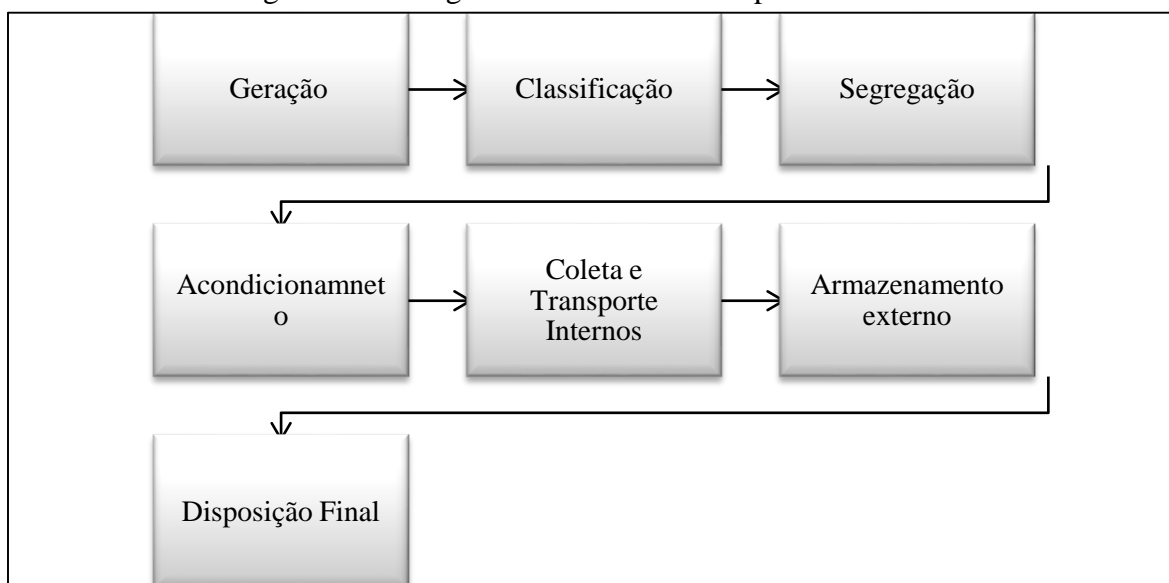 Geração
Classificação
Segregação
Acondicionamnet
o
Coleta e
Transporte
Internos
Armazenamento
externo
Disposição Final